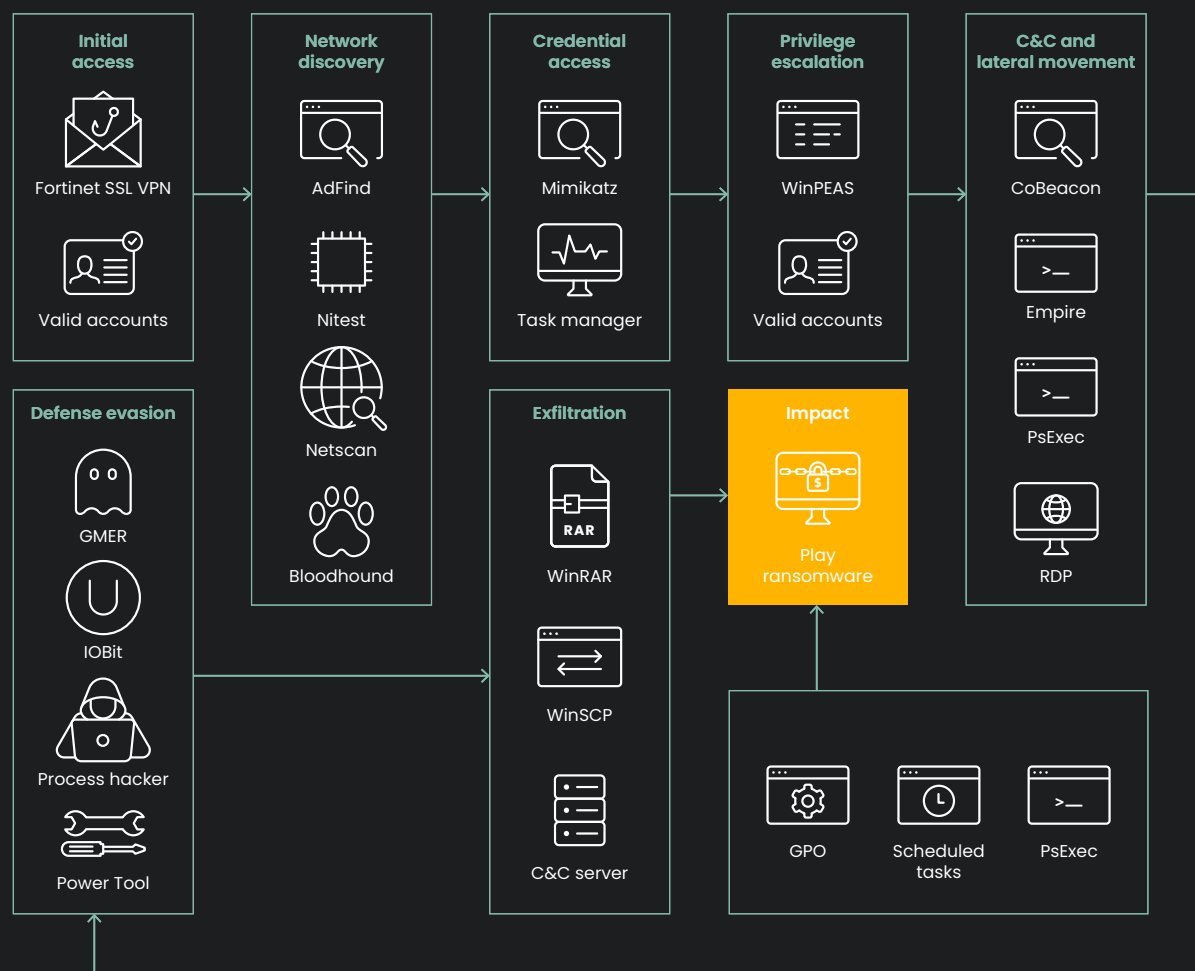 Initial
access
Fortinet SSL VPN
Valid accounts
Network
discovery
AdFind
Nitest
Netscan
Bloodhound
Credential
access
Mimikatz
Task manager
Privilege
escalation
WinPEAS
Valid accounts
C&C and
lateral movement
CoBeacon
Empire
>_
PsExec
>_
RDP
Defense evasion
GMER
U
IOBit
Process hacker
Power Tool
Exfiltration
RAR
WinRAR
WinSCP
C&C server
Impact
$
Play
ransomware
GPO
Scheduled
tasks
>_
PsExec